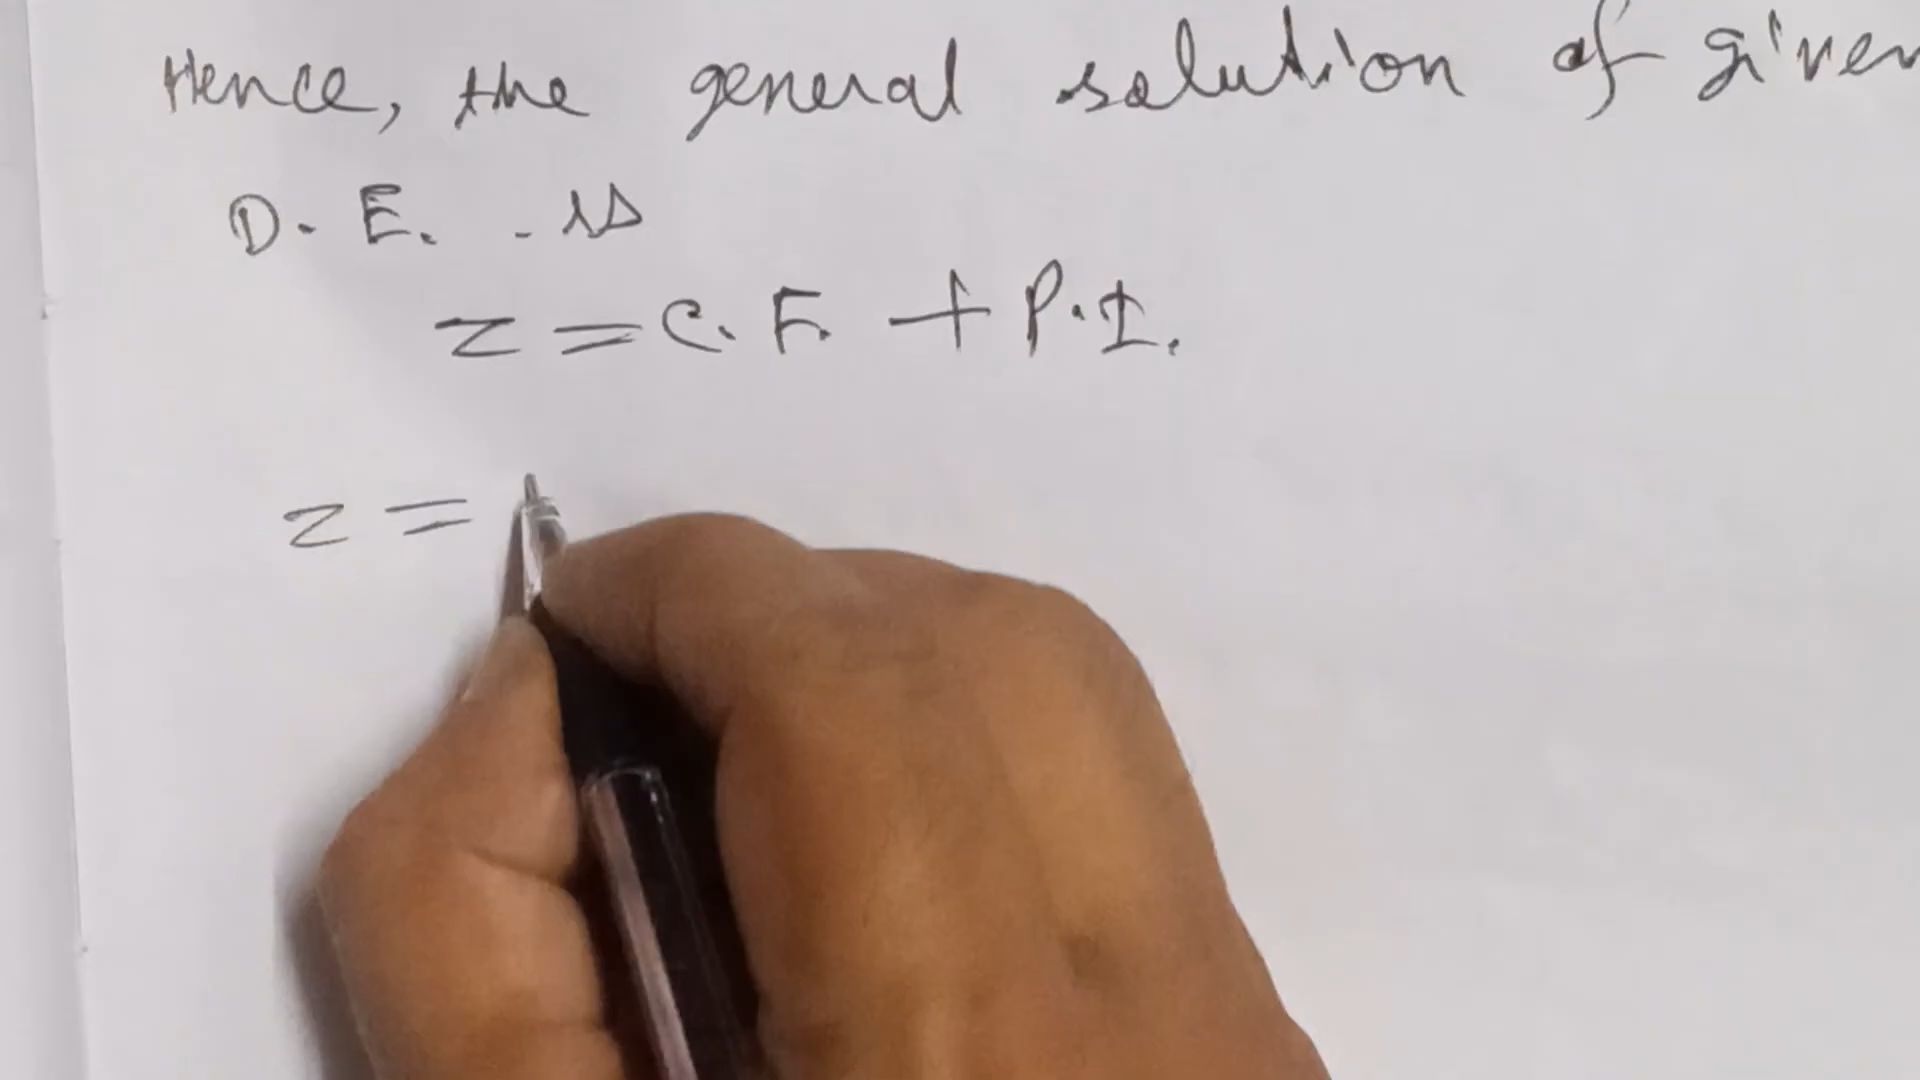 Hence, the general solution of given
D. E. is
z = C.F. + P.I.
z =